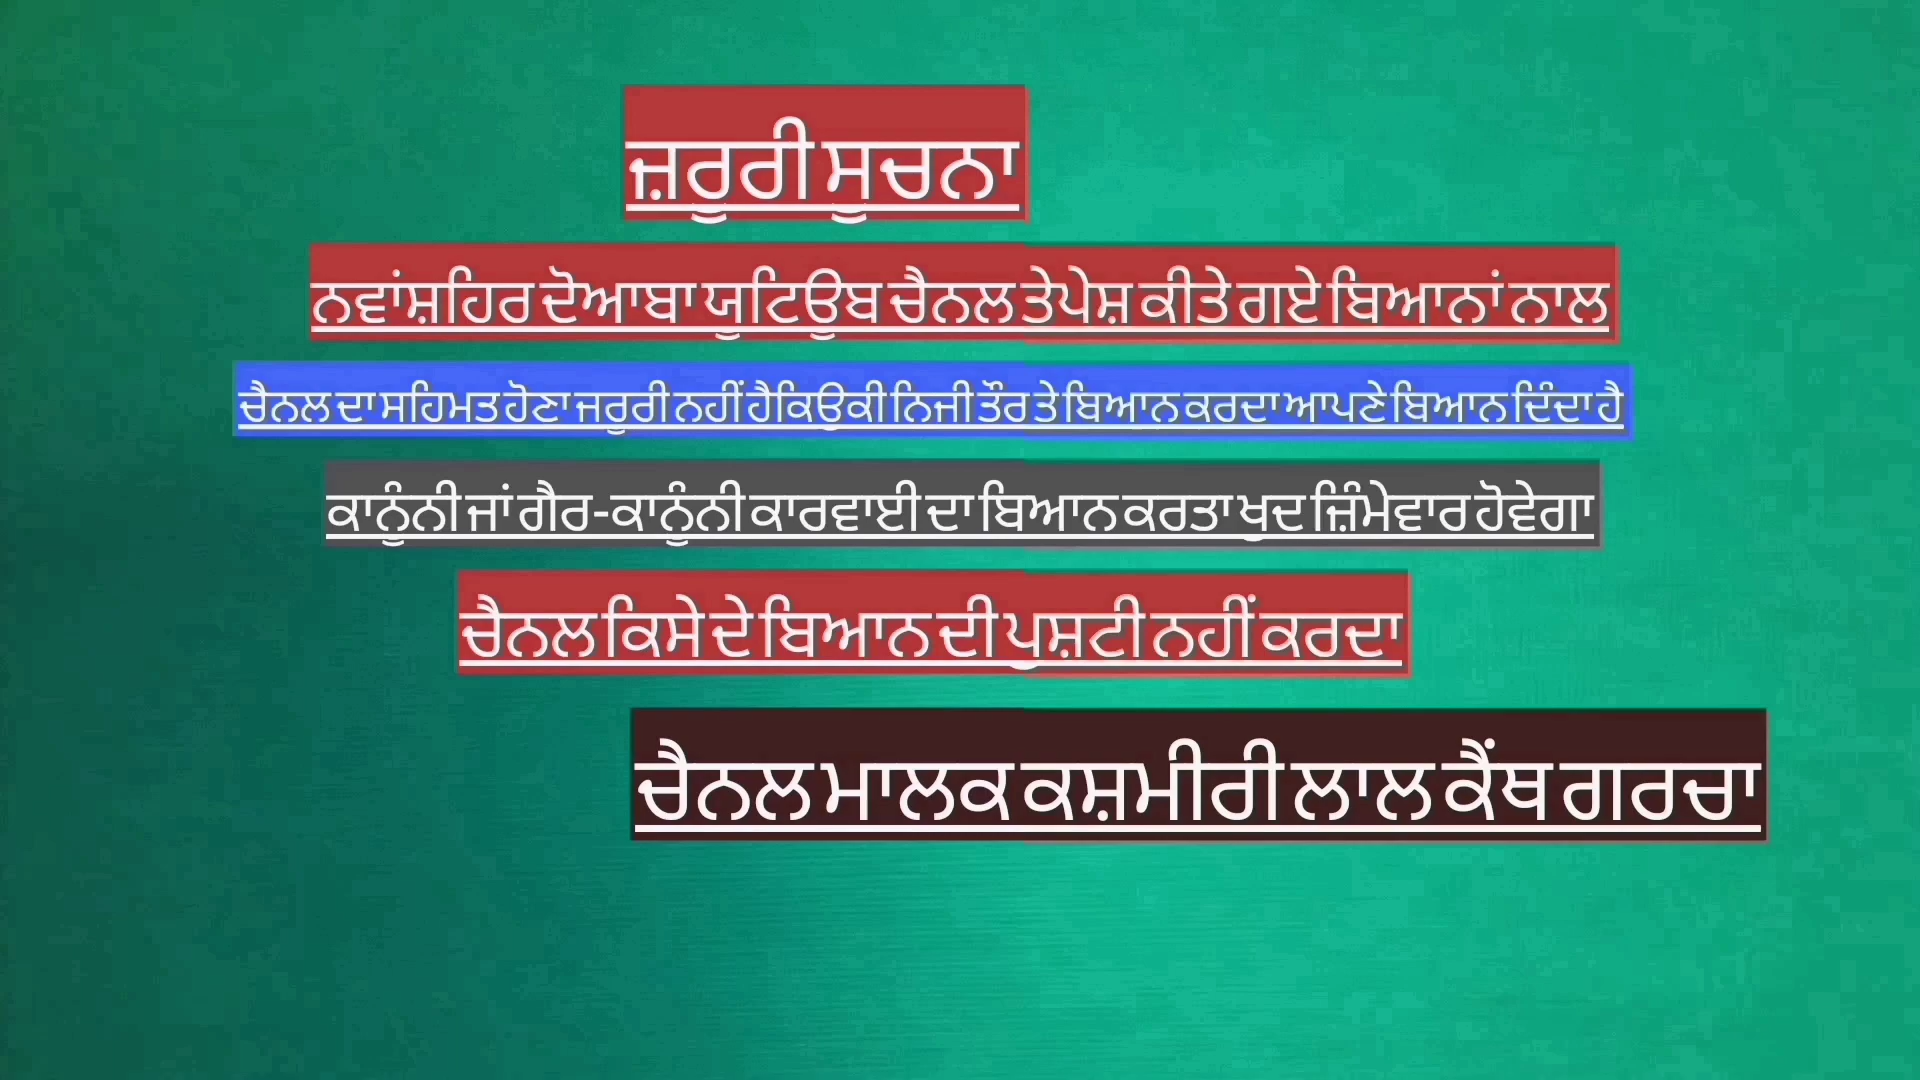 ਜ਼ਰੁਰੀ ਸੁਚਨਾ
ਨਵਾਂਸ਼ਹਿਰ ਦੋਆਬਾ ਯੁਟਿਊਬ ਚੈਨਲ ਤੇ ਪੇਸ਼ ਕੀਤੇ ਗਏ ਬਿਆਨਾਂ ਨਾਲ
ਚੈਨਲ ਦਾ ਸਹਿਮਤ ਹੋਣਾ ਜਰੁਰੀ ਨਹੀਂ ਹੈ ਕਿਉਕੀ ਨਿਜੀ ਤੌਰ ਤੇ ਬਿਆਨ ਕਰਦਾ ਆਪਣੇ ਬਿਆਨ ਦਿੰਦਾ ਹੈ
ਕਾਨੁੰਨੀ ਜਾਂ ਗੈਰ-ਕਾਨੁੰਨੀ ਕਾਰਵਾਈ ਦਾ ਬਿਆਨ ਕਰਤਾ ਖੁਦ ਜ਼ਿੰਮੇਵਾਰ ਹੋਵੇਗਾ
ਚੈਨਲ ਕਿਸੇ ਦੇ ਬਿਆਨ ਦੀ ਪੁਸ਼ਟੀ ਨਹੀਂ ਕਰਦਾ
ਚੈਨਲ ਮਾਲਕ ਕਸ਼ਮੀਰੀ ਲਾਲ ਕੈਂਥ ਗਰਚਾ